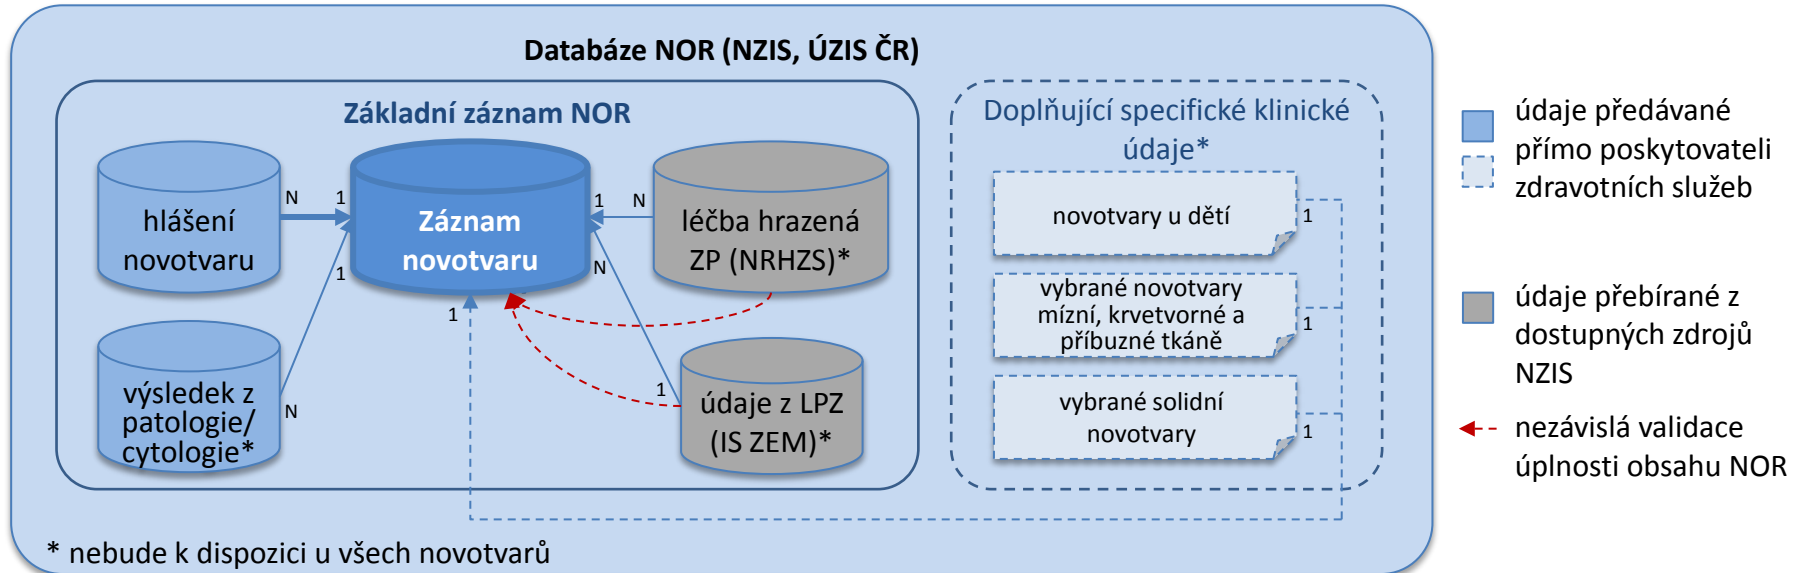 Databáze NOR (NZIS, ÚZIS ČR)
Základní záznam NOR
hlášení
novotvaru
N
1
Záznam
novotvaru
1
N
léčba hrazená
ZP (NRHZS)*
1
N
1
výsledek z
patologie/
cytologie*
N
1
údaje z LPZ
(IS ZEM)*
Doplňující specifické klinické
údaje*
novotvary u dětí
1
vybrané novotvary
mízní, krvetvorné a
příbuzné tkáně
1
vybrané solidní
novotvary
1
* nebude k dispozici u všech novotvarů
údaje předávané
přímo poskytovateli
zdravotních služeb
údaje přebírané z
dostupných zdrojů
NZIS
nezávislá validace
úplnosti obsahu NOR